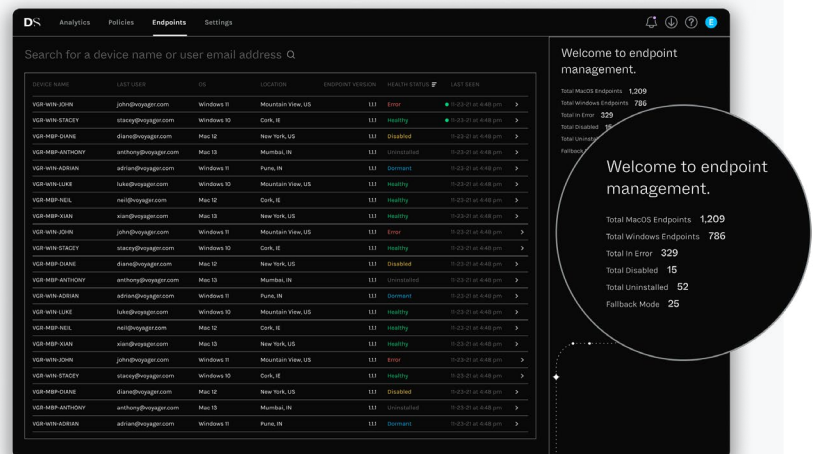 DS Analytics Policies Endpoints Settings E
Search for a device name or user email address
DEVICE NAME LAST USER OS LOCATION ENDPOINT VERSION HEALTH STATUS LAST SEEN
VGR-WIN-JOHN john@voyager.com Windows 11 Mountain View, US 1.1.1 Error 11-23-21 at 4:48 pm
VGR-WIN-STACEY stacey@voyager.com Windows 10 Cork, IE 1.1.1 Healthy 11-23-21 at 4:48 pm
VGR-MBP-DIANE diane@voyager.com Mac 12 New York, US 1.1.1 Disabled 11-23-21 at 4:48 pm
VGR-MBP-ANTHONY anthony@voyager.com Mac 13 Mumbai, IN 1.1.1 Uninstalled 11-23-21 at 4:48 pm
VGR-WIN-ADRIAN adrian@voyager.com Windows 11 Pune, IN 1.1.1 Dormant 11-23-21 at 4:48 pm
VGR-WIN-LUKE luke@voyager.com Windows 10 Mountain View, US 1.1.1 Healthy 11-23-21 at 4:48 pm
VGR-MBP-NEIL neil@voyager.com Mac 12 Cork, IE 1.1.1 Healthy 11-23-21 at 4:48 pm
VGR-MBP-XIAN xian@voyager.com Mac 13 New York, US 1.1.1 Healthy 11-23-21 at 4:48 pm
VGR-WIN-JOHN john@voyager.com Windows 11 Mountain View, US 1.1.1 Error 11-23-21 at 4:48 pm
VGR-WIN-STACEY stacey@voyager.com Windows 10 Cork, IE 1.1.1 Healthy 11-23-21 at 4:48 pm
VGR-MBP-DIANE diane@voyager.com Mac 12 New York, US 1.1.1 Disabled 11-23-21 at 4:48 pm
VGR-MBP-ANTHONY anthony@voyager.com Mac 13 Mumbai, IN 1.1.1 Uninstalled 11-23-21 at 4:48 pm
VGR-WIN-ADRIAN adrian@voyager.com Windows 11 Pune, IN 1.1.1 Dormant 11-23-21 at 4:48 pm
VGR-WIN-LUKE luke@voyager.com Windows 10 Mountain View, US 1.1.1 Healthy 11-23-21 at 4:48 pm
VGR-MBP-NEIL neil@voyager.com Mac 12 Cork, IE 1.1.1 Healthy 11-23-21 at 4:48 pm
VGR-MBP-XIAN xian@voyager.com Mac 13 New York, US 1.1.1 Healthy 11-23-21 at 4:48 pm
VGR-WIN-JOHN john@voyager.com Windows 11 Mountain View, US 1.1.1 Error 11-23-21 at 4:48 pm
VGR-WIN-STACEY stacey@voyager.com Windows 10 Cork, IE 1.1.1 Healthy 11-23-21 at 4:48 pm
VGR-MBP-DIANE diane@voyager.com Mac 12 New York, US 1.1.1 Disabled 11-23-21 at 4:48 pm
VGR-MBP-ANTHONY anthony@voyager.com Mac 13 Mumbai, IN 1.1.1 Uninstalled 11-23-21 at 4:48 pm
VGR-WIN-ADRIAN adrian@voyager.com Windows 11 Pune, IN 1.1.1 Dormant 11-23-21 at 4:48 pm
Welcome to endpoint
management.
Total MacOS Endpoints 1,209
Total Windows Endpoints 786
Total In Error 329
Total Disabled 15
Total
Fallback
Welcome to endpoint
management.
Total MacOS Endpoints 1,209
Total Windows Endpoints 786
Total In Error 329
Total Disabled 15
Total Uninstalled 52
Fallback Mode 25